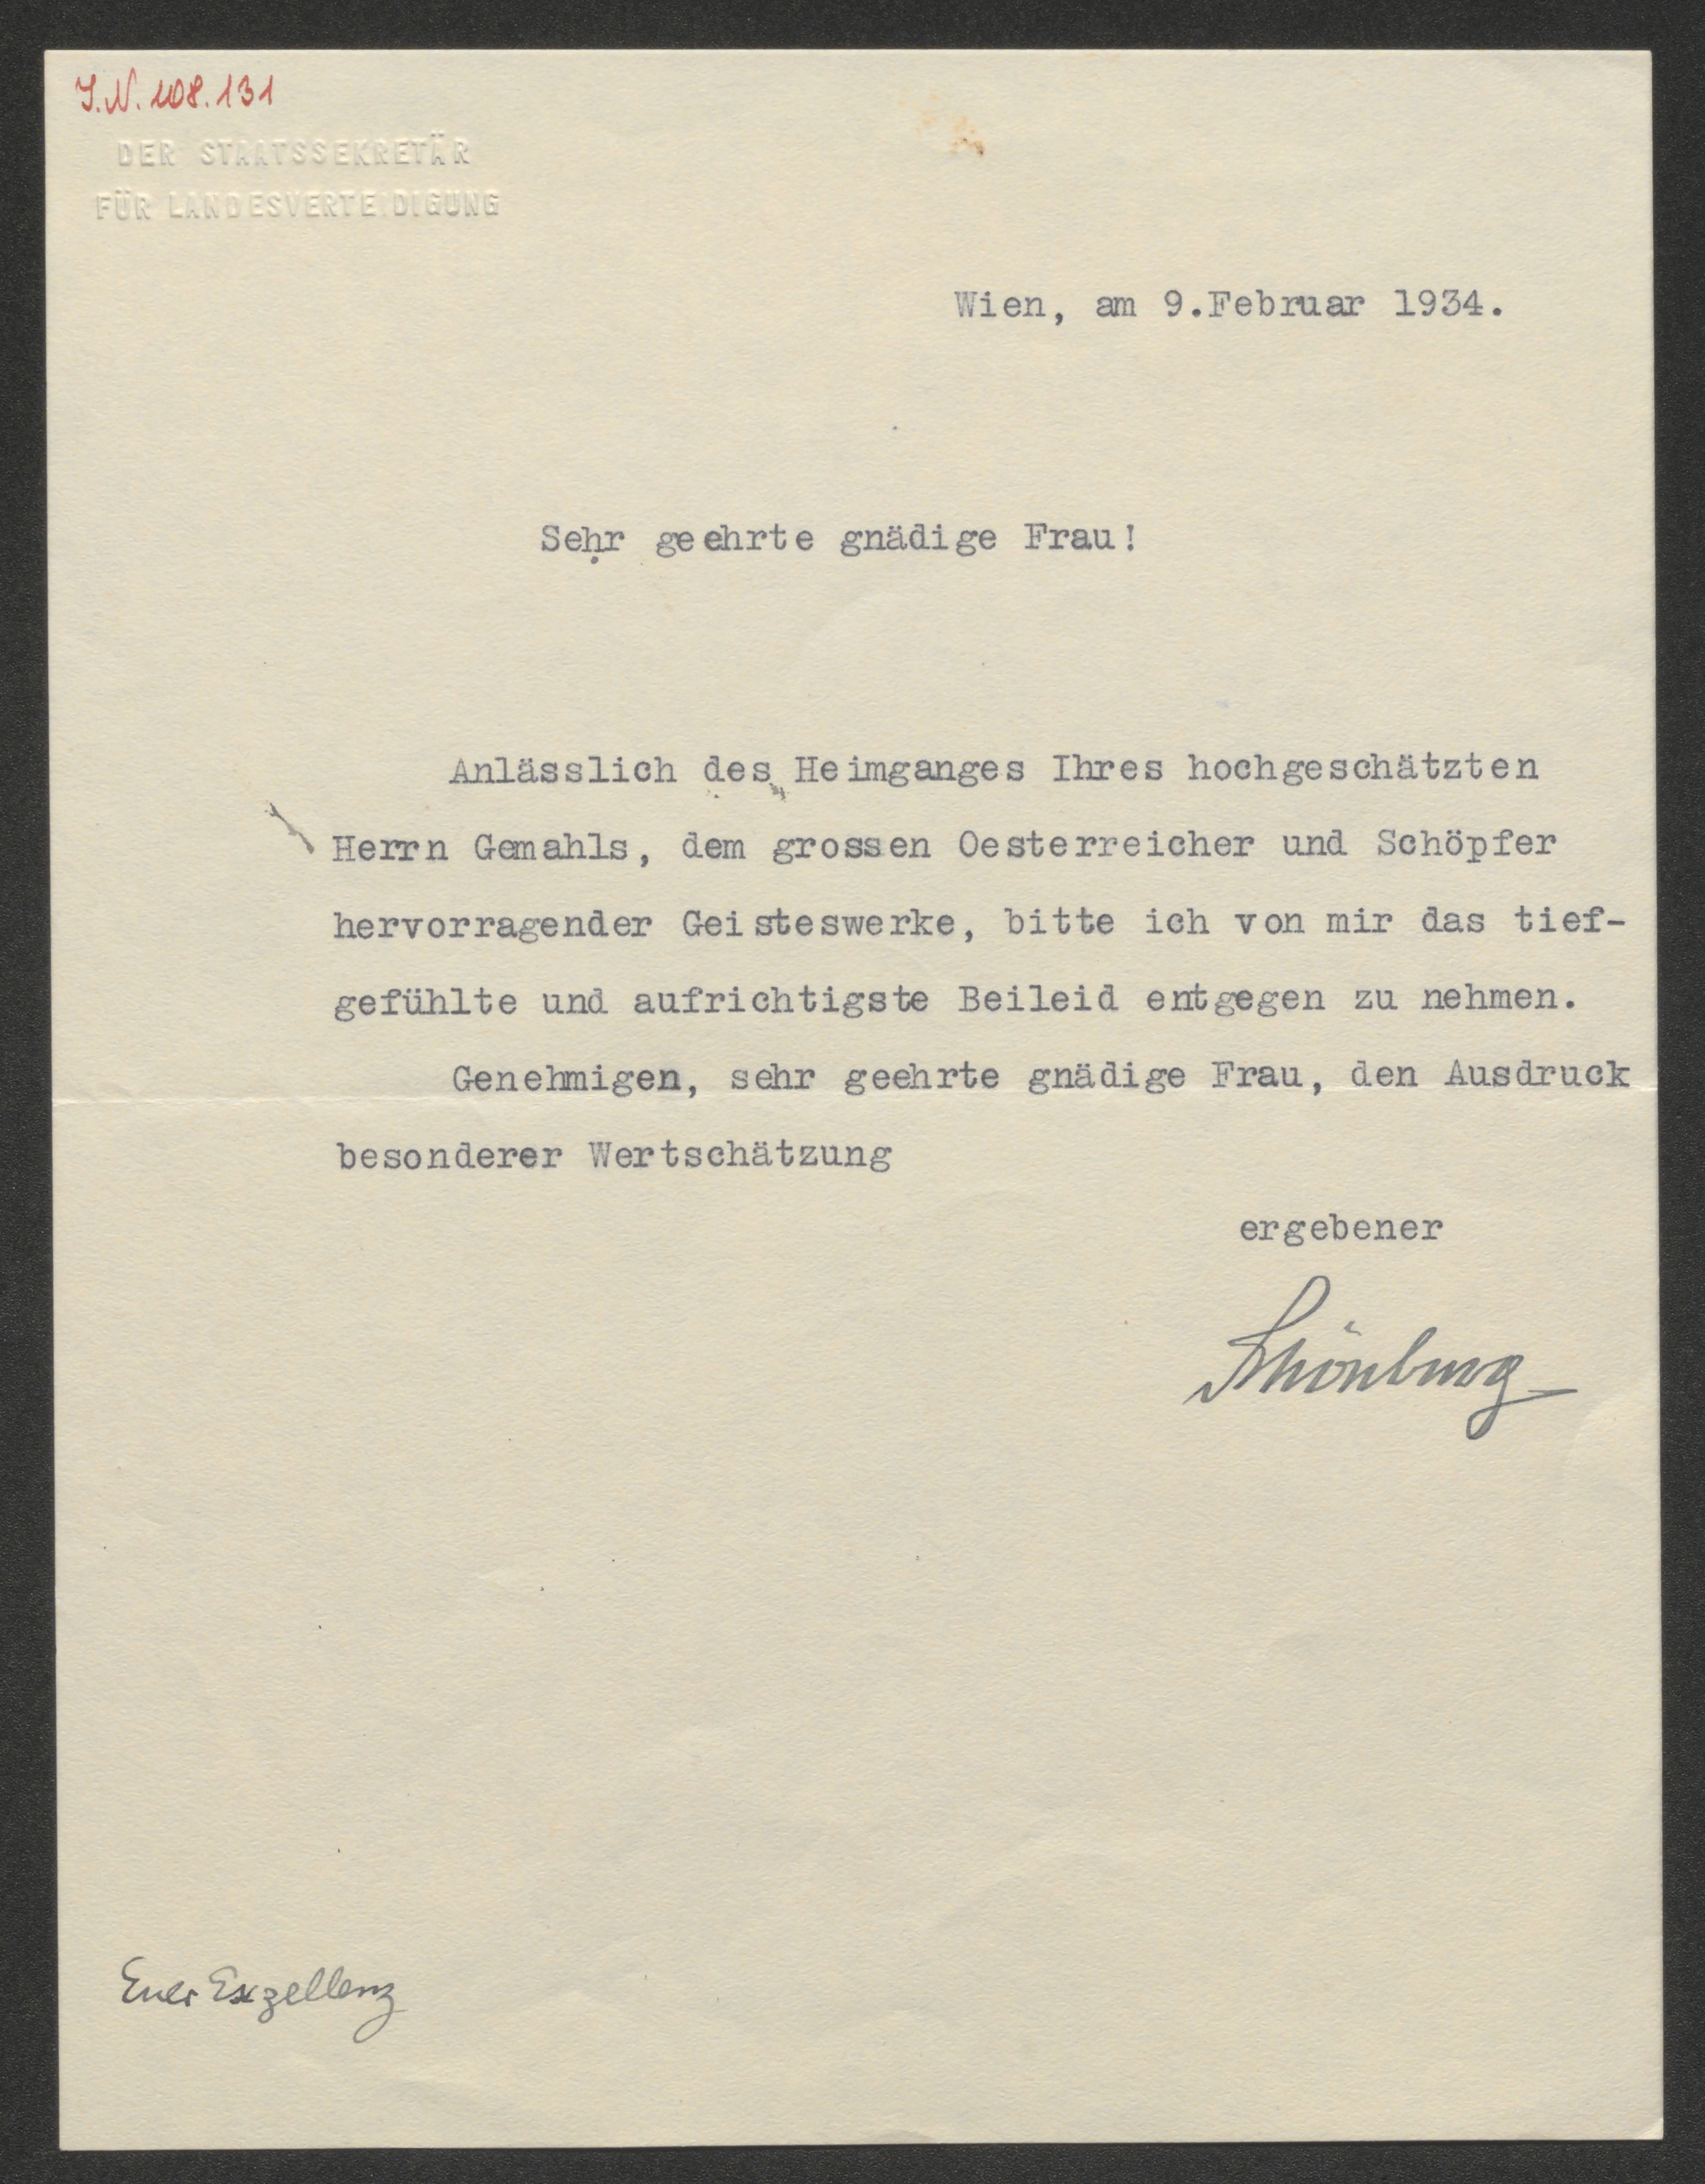 I.N. 108.131
DER STAATSSEKRETÄR
FÜR LANDESVERTEIDIGUNG
Wien, am 9.Februar 1934.
Sehr geehrte gnädige Frau!
Anlässlich des Heimganges Ihres hochgeschätzten
Herrn Gemahls, dem grossen Oesterreicher und Schöpfer
hervorragender Geisteswerke, bitte ich von mir das tief-
gefühlte und aufrichtigste Beileid entgegen zu nehmen.
Genehmigen, sehr geehrte gnädige Frau, den Ausdruck
besonderer Wertschätzung
ergebener
Schönburg
Euer Exzellenz